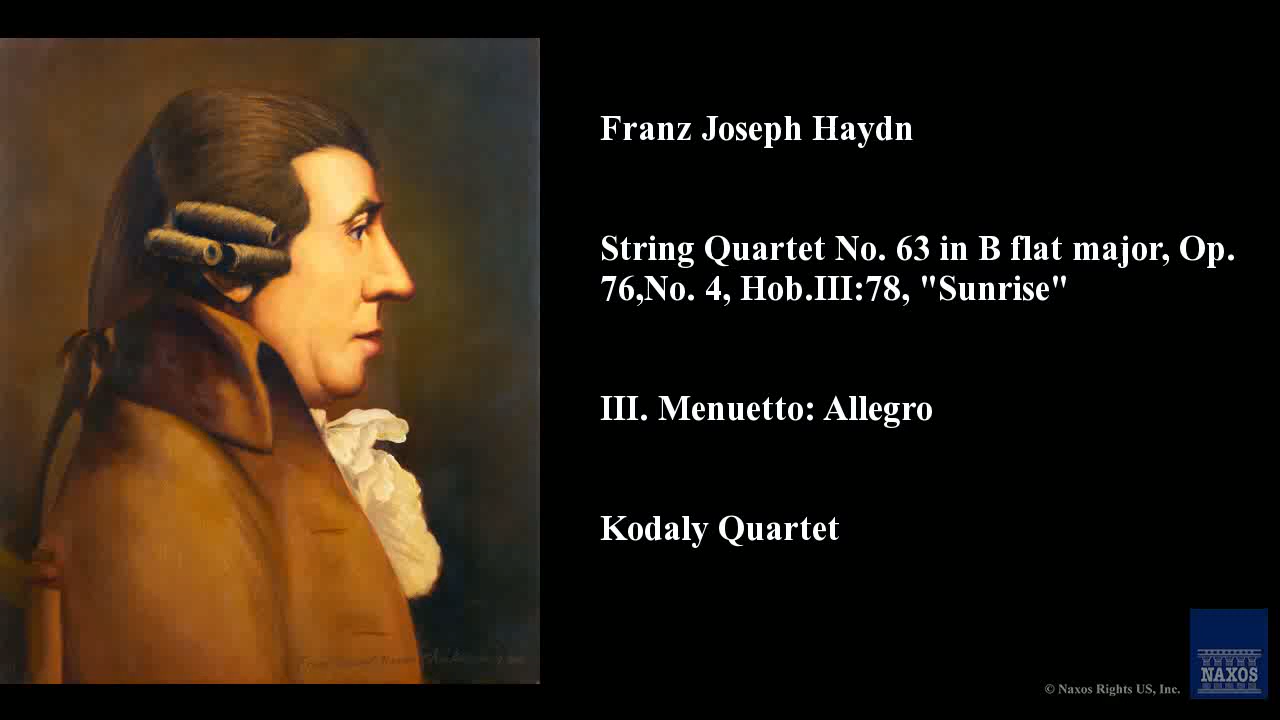 Franz Joseph Haydn
String Quartet No. 63 in B flat major, Op.
76,No. 4, Hob.III:78, "Sunrise"
III. Menuetto: Allegro
Kodaly Quartet
© Naxos Rights US, Inc.
NAXOS